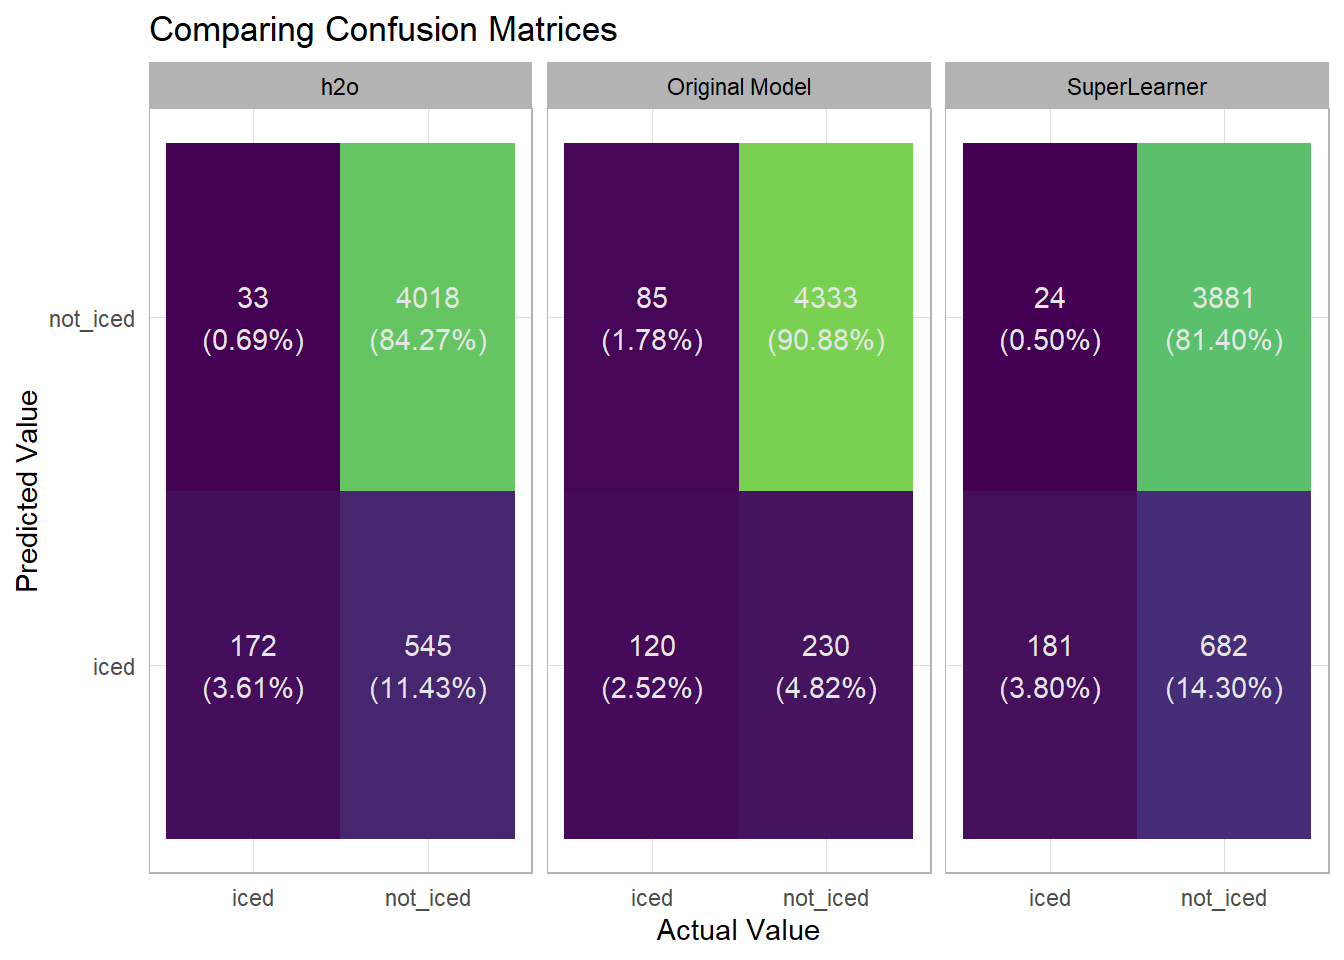 Comparing Confusion Matrices
h2o
Original Model
SuperLearner
Predicted Value
not_iced
iced
33
(0.69%)
4018
(84.27%)
172
(3.61%)
545
(11.43%)
85
(1.78%)
4333
(90.88%)
120
(2.52%)
230
(4.82%)
24
(0.50%)
3881
(81.40%)
181
(3.80%)
682
(14.30%)
iced
not_iced
iced
not_iced
iced
not_iced
Actual Value